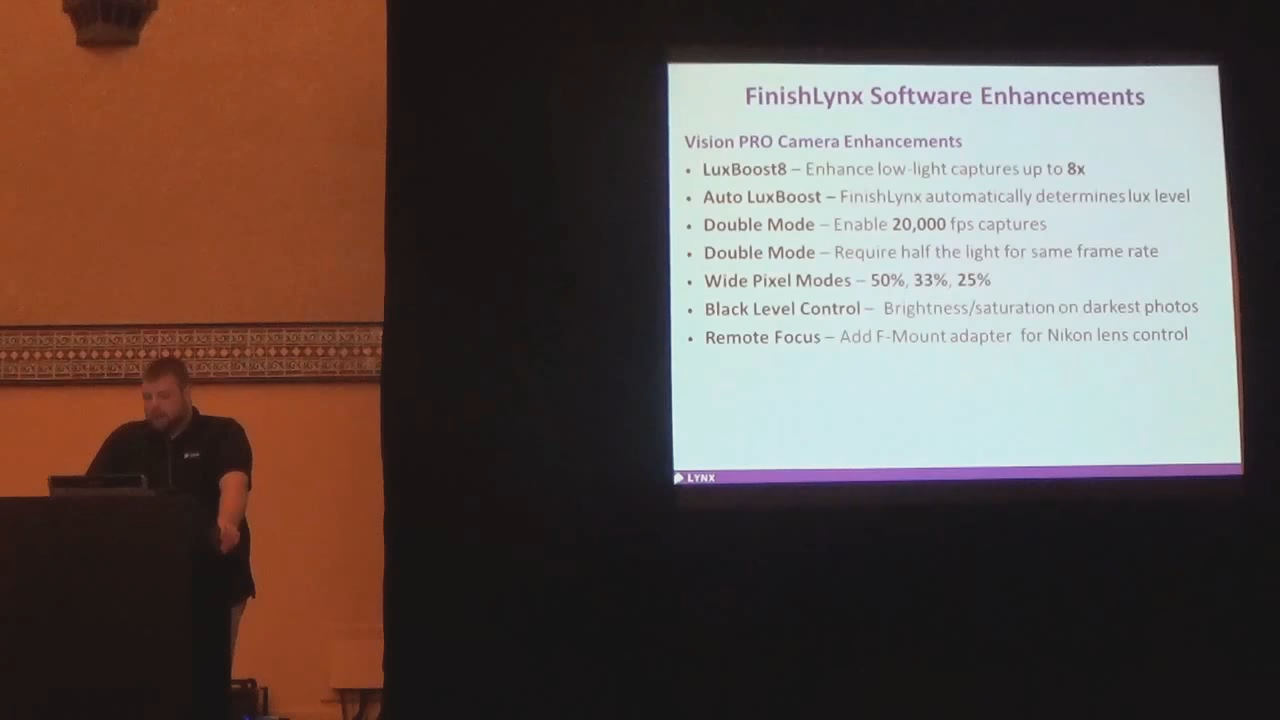 FinishLynx Software Enhancements
Vision PRO Camera Enhancements
• LuxBoost8 – Enhance low-light captures up to 8x
• Auto LuxBoost – FinishLynx automatically determines lux level
• Double Mode – Enable 20,000 fps captures
• Double Mode – Require half the light for same frame rate
• Wide Pixel Modes – 50%, 33%, 25%
• Black Level Control – Brightness/saturation on darkest photos
• Remote Focus – Add F-Mount adapter for Nikon lens control
LYNX